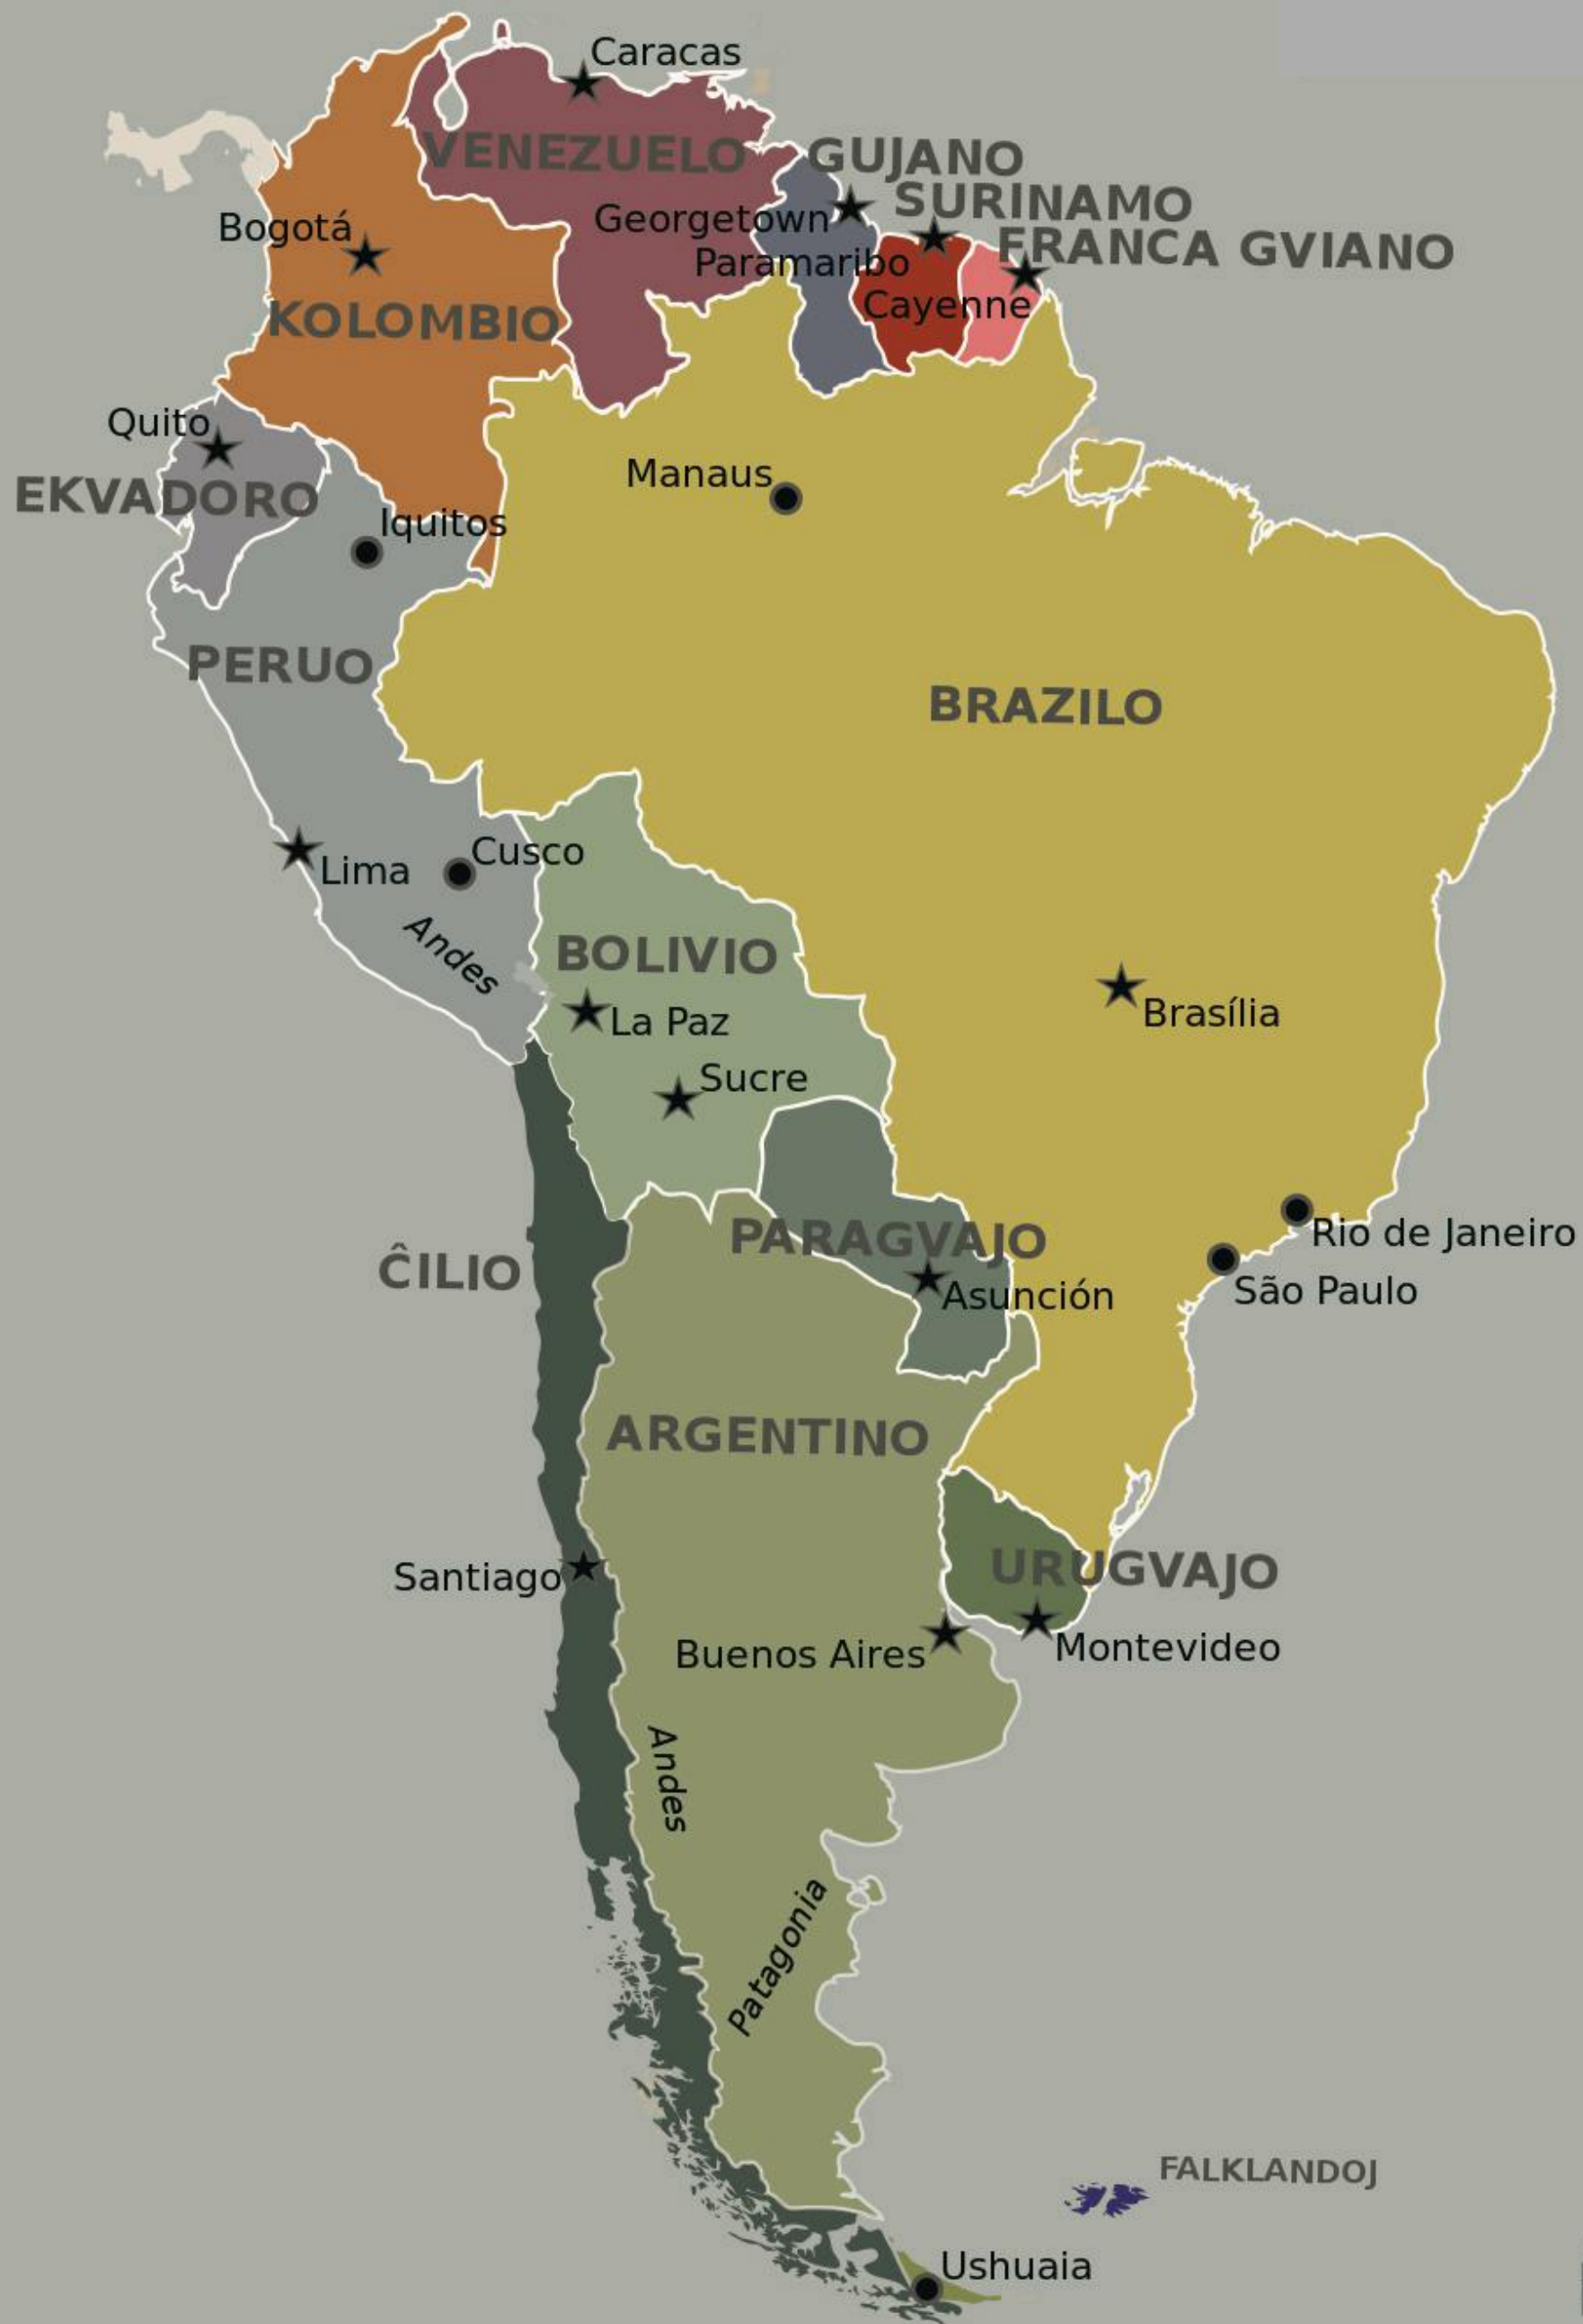 Caracas
VENEZUELO
GUJANO
SURINAMO
Georgetown
Bogotá
FRANCA GVIANO
Paramaribo
Cayenne
KOLOMBIO
Quito
Manaus
EKVADORO
Iquitos
PERUO
BRAZILO
Cusco
Lima
Andes
BOLIVIO
Brasília
La Paz
Sucre
Rio de Janeiro
PARAGVAJO
ĈILIO
São Paulo
Asunción
ARGENTINO
URUGVAJO
Santiago
Montevideo
Buenos Aires
Andes
Patagonia
FALKLANDOJ
Ushuaia